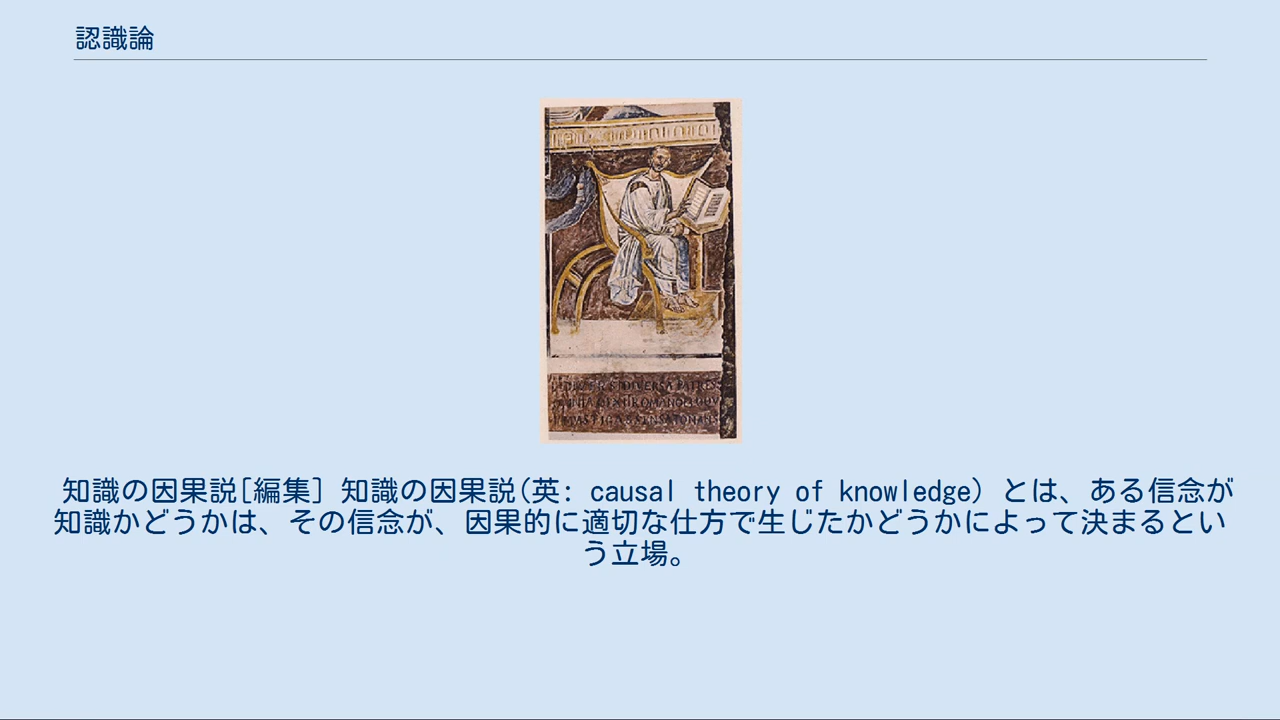 認識論
DIVERSA PATRES
知識の因果説[編集] 知識の因果説(英: causal theory of knowledge) とは、ある信念が
知識かどうかは、その信念が、因果的に適切な仕方で生じたかどうかによって決まるとい
う立場。